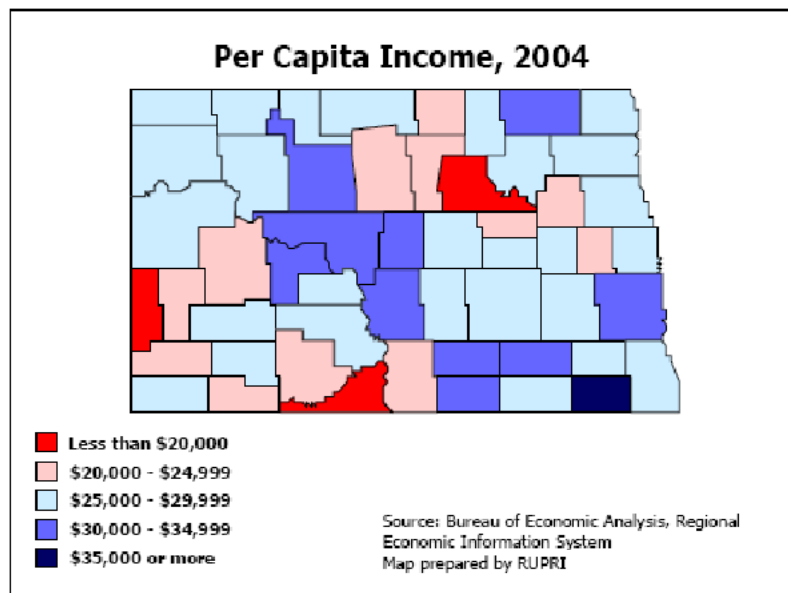 Per Capita Income, 2004
Less than $20,000
$20,000 - $24,999
$25,000 - $29,999
$30,000 - $34,999
$35,000 or more
Source: Bureau of Economic Analysis, Regional
Economic Information System
Map prepared by RUPRI